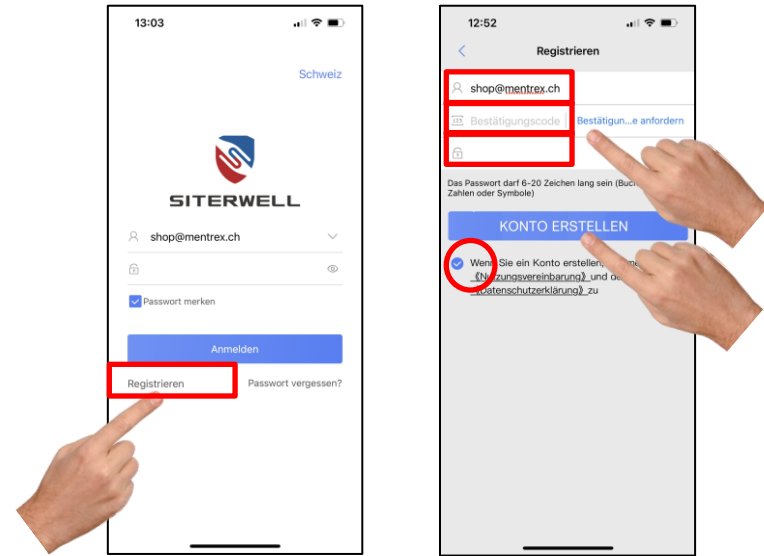 13:03
Schweiz
SITERWELL
shop@mentrex.ch
Passwort merken
Anmelden
Registrieren
Passwort vergessen?
12:52
Registrieren
shop@mentrex.ch
123
Bestätigungscode
Bestätigun...e anfordern
Das Passwort darf 6-20 Zeichen lang sein
Zahlen oder Symbole)
KONTO ERSTELLEN
Wenn Sie ein Konto erstellen,
《Nutzungsvereinbarung》 und
《Datenschutzerklärung》 zu